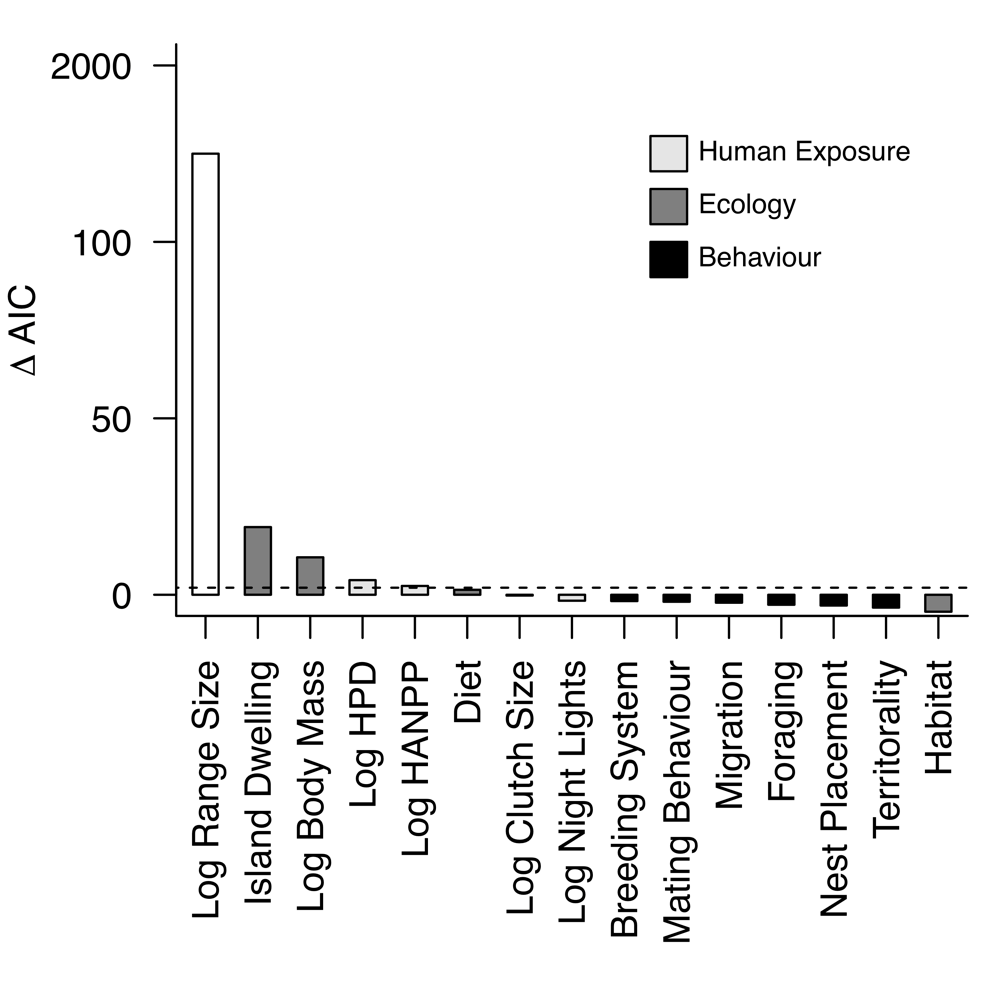 2000
100
50
0
Δ AIC
Human Exposure
Ecology
Behaviour
Log Range Size
Island Dwelling
Log Body Mass
Log HPD
Log HANPP
Diet
Log Clutch Size
Log Night Lights
Breeding System
Mating Behaviour
Migration
Foraging
Nest Placement
Territorality
Habitat